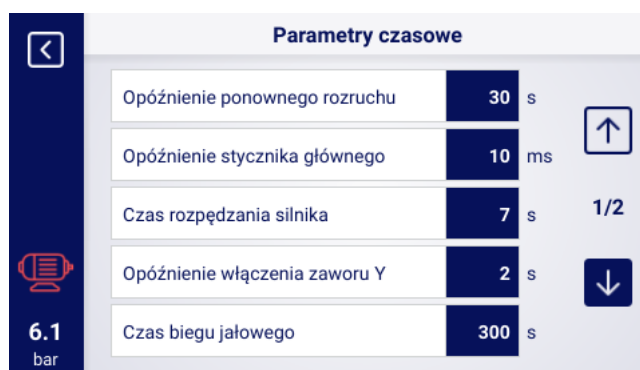 Parametry czasowe
Opóźnienie ponownego rozruchu 30 s
Opóźnienie stycznika głównego 10 ms
Czas rozpędzania silnika 7 s
1/2
Opóźnienie włączenia zaworu Y 2 s
Czas biegu jałowego 300 s
6.1
bar